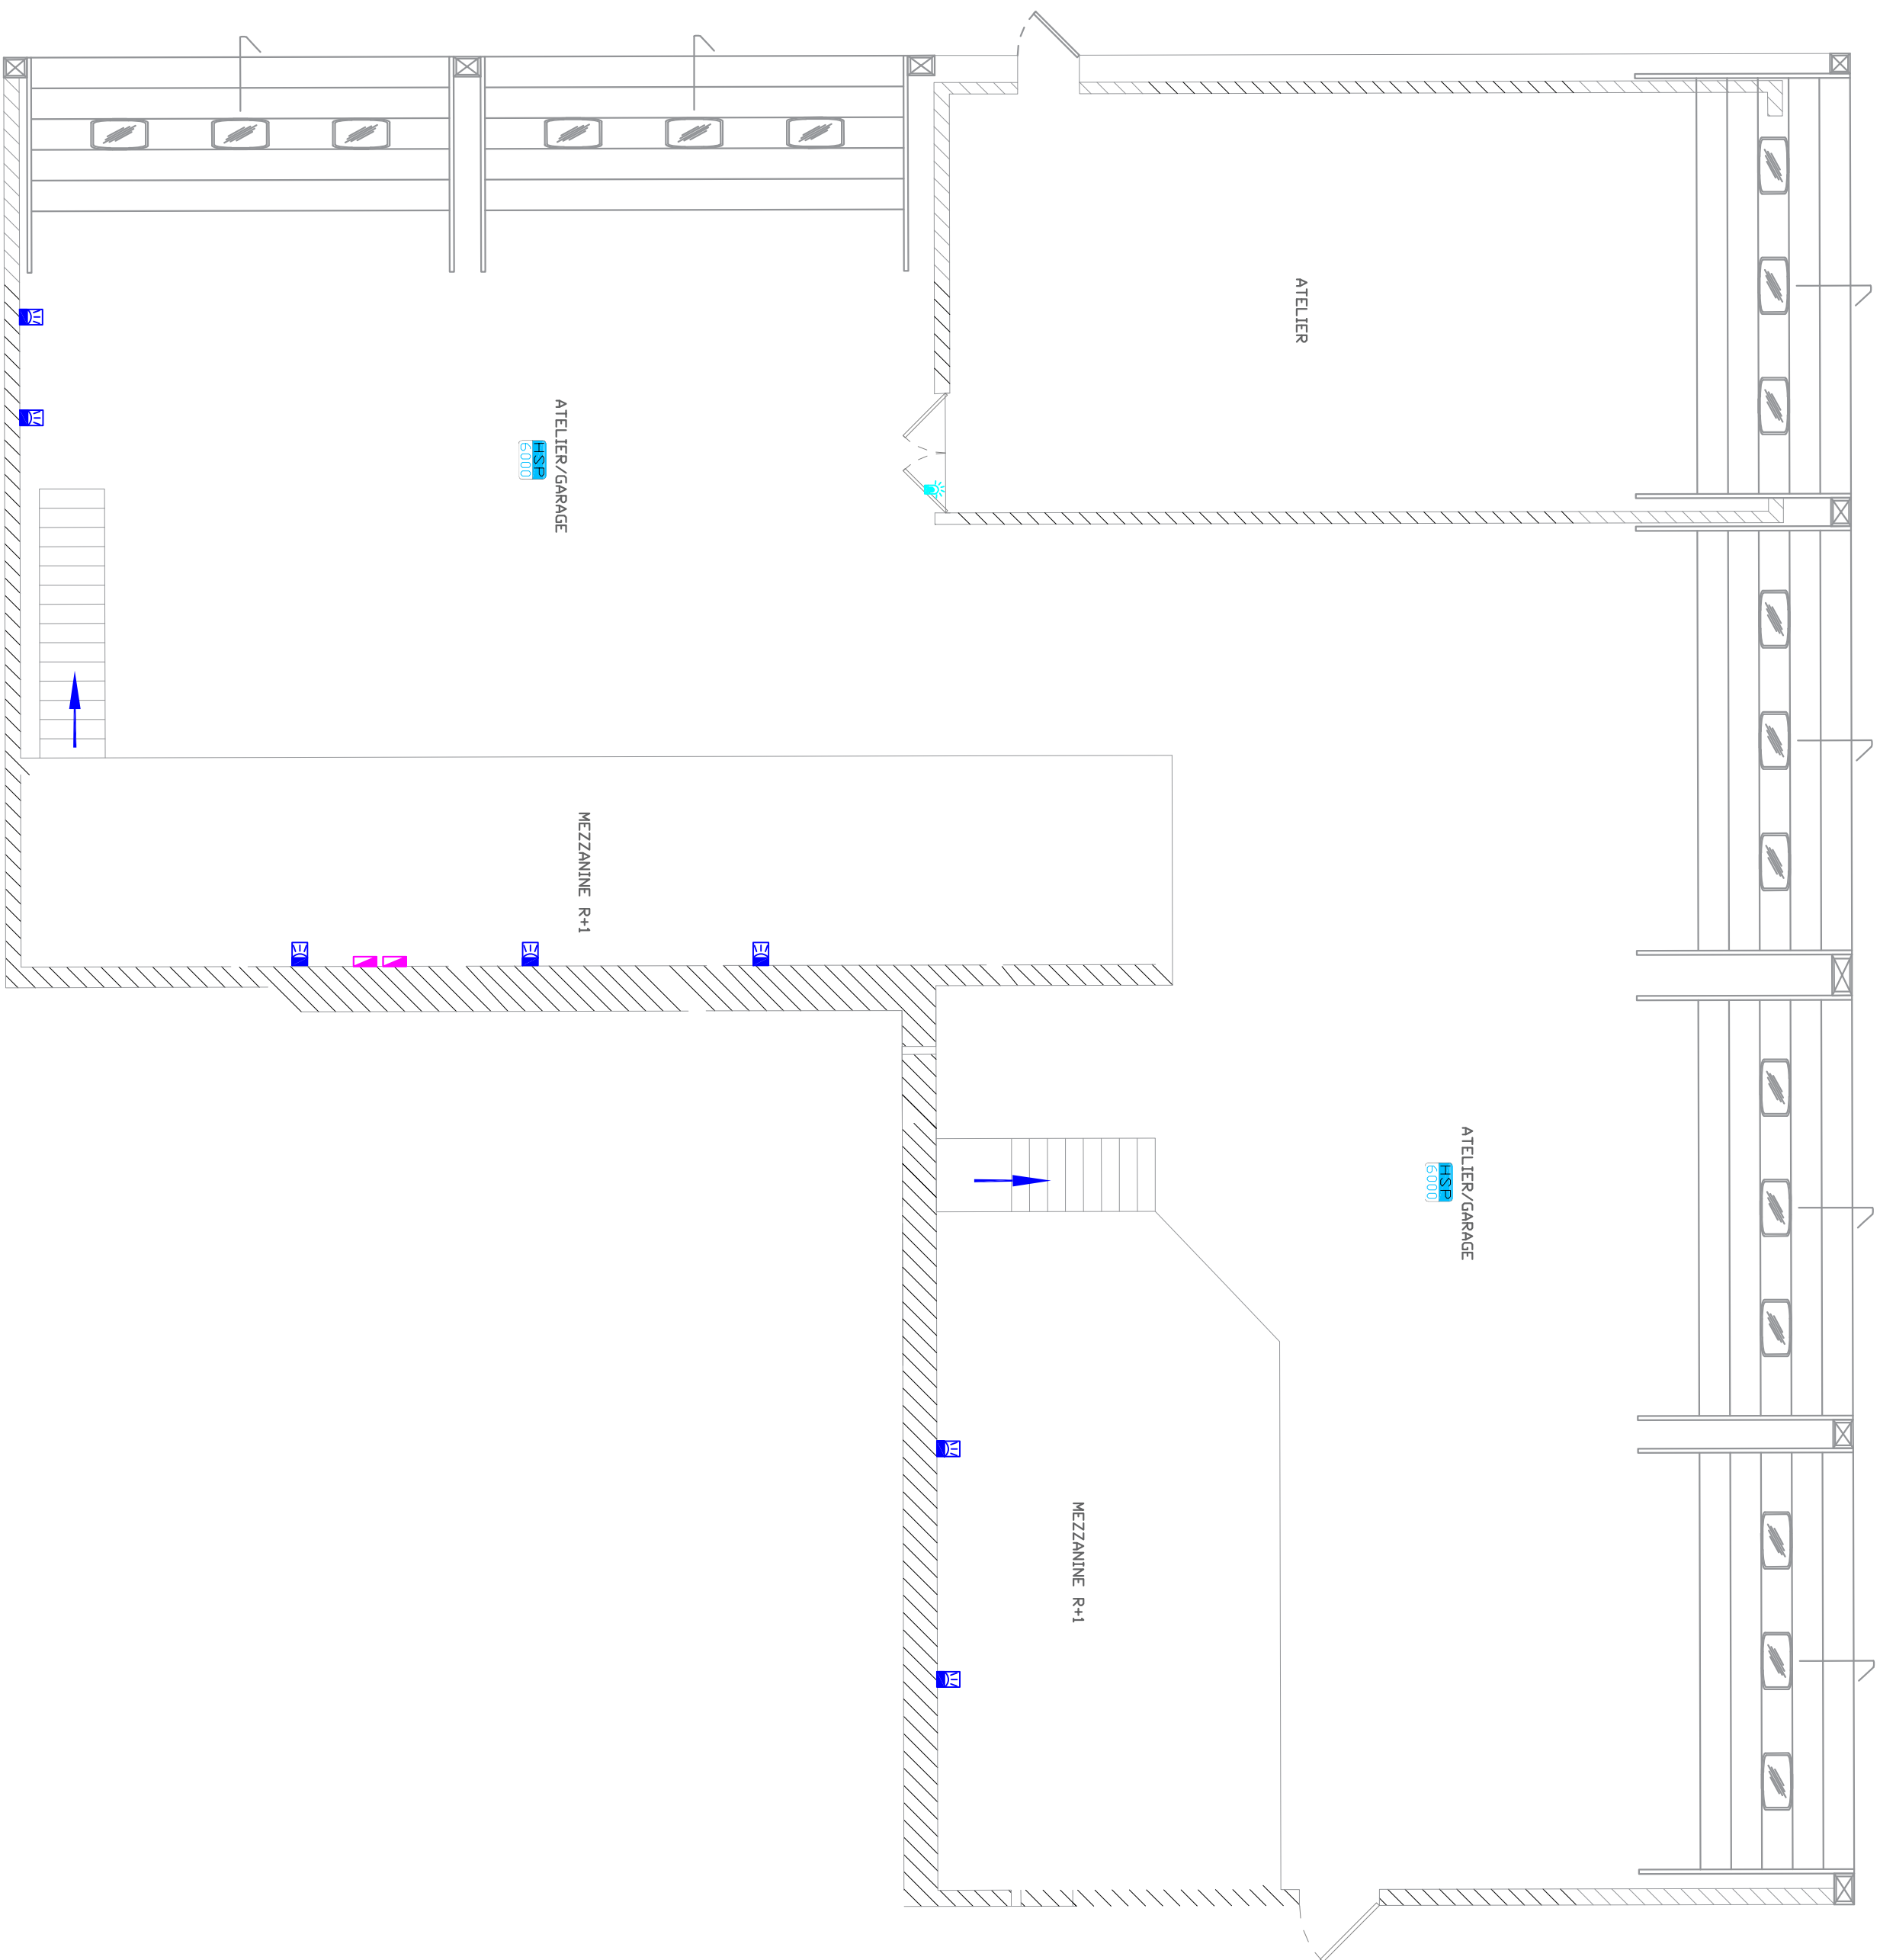 ATELIER
ATELIER/GARAGE
HSP
6000
MEZZANINE R+1
ATELIER/GARAGE
HSP
6000
MEZZANINE R+1